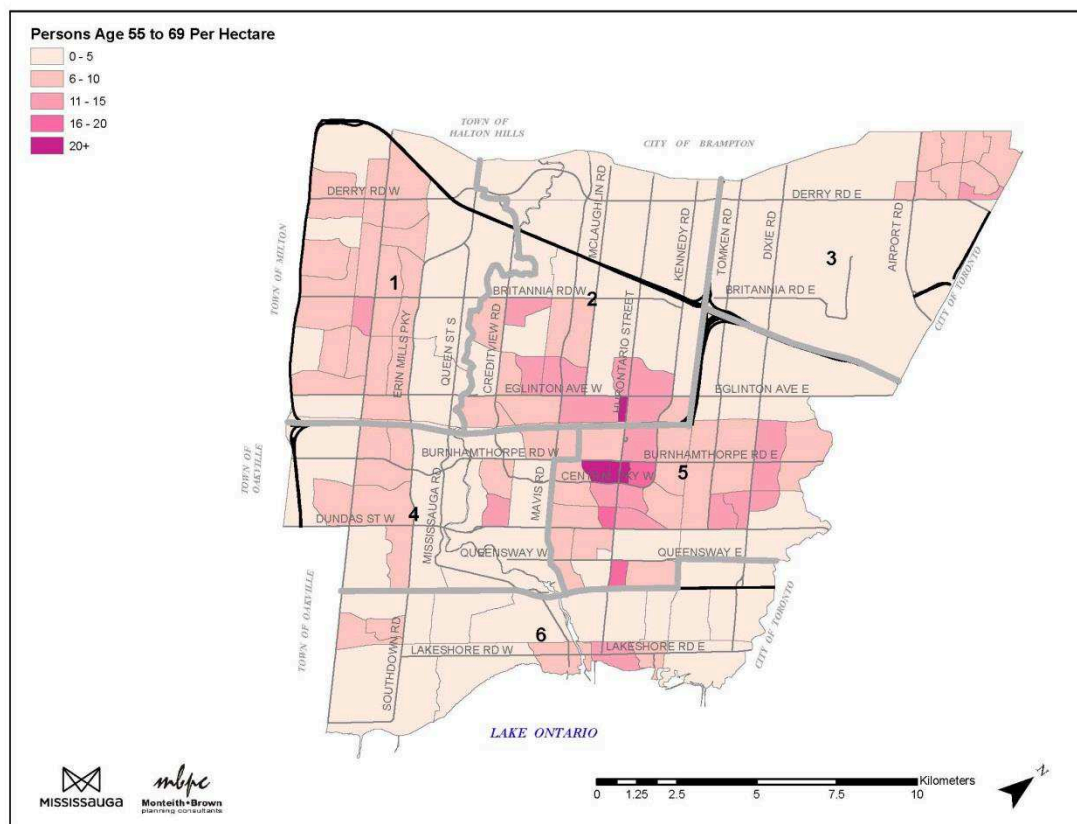 Persons Age 55 to 69 Per Hectare
0 - 5
6 - 10
11 - 15
16 - 20
20+
TOWN OF
HALTON HILLS
CITY OF BRAMPTON
DERRY RD W
MCLAUGHLIN RD
KENNEDY RD
TOMKEN RD
DIXIE RD
DERRY RD E
AIRPORT RD
CITY OF TORONTO
TOWN OF MILTON
1
2
3
BRITANNIA RD W
BRITANNIA RD E
ERIN MILLS PKY
QUEEN ST S
CREDITVIEW RD
HURONTARIO STREET
EGLINTON AVE W
EGLINTON AVE E
TOWN OF
OAKVILLE
BURNHAMTHORPE RD W
BURNHAMTHORPE RD E
MISSISSAUGA RD
MAVIS RD
5
4
DUNDAS ST W
QUEENSWAY W
QUEENSWAY E
TOWN OF OAKVILLE
SOUTHDOWN RD
6
LAKESHORE RD W
LAKESHORE RD E
CITY OF TORONTO
LAKE ONTARIO
MISSISSAUGA
mbpc
Monteith•Brown
planning consultants
Kilometers
0 1.25 2.5 5 7.5 10
N